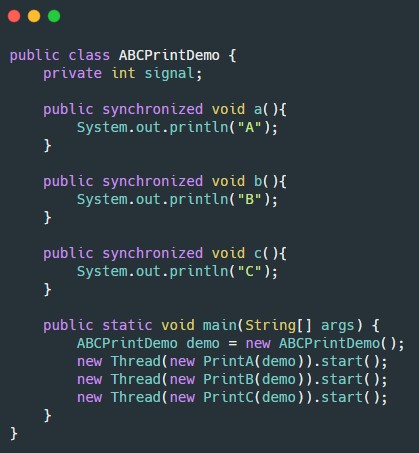 public class ABCPrintDemo {
    private int signal;

    public synchronized void a(){
        System.out.println("A");
    }

    public synchronized void b(){
        System.out.println("B");
    }

    public synchronized void c(){
        System.out.println("C");
    }

    public static void main(String[] args) {
        ABCPrintDemo demo = new ABCPrintDemo();
        new Thread(new PrintA(demo)).start();
        new Thread(new PrintB(demo)).start();
        new Thread(new PrintC(demo)).start();
    }
}